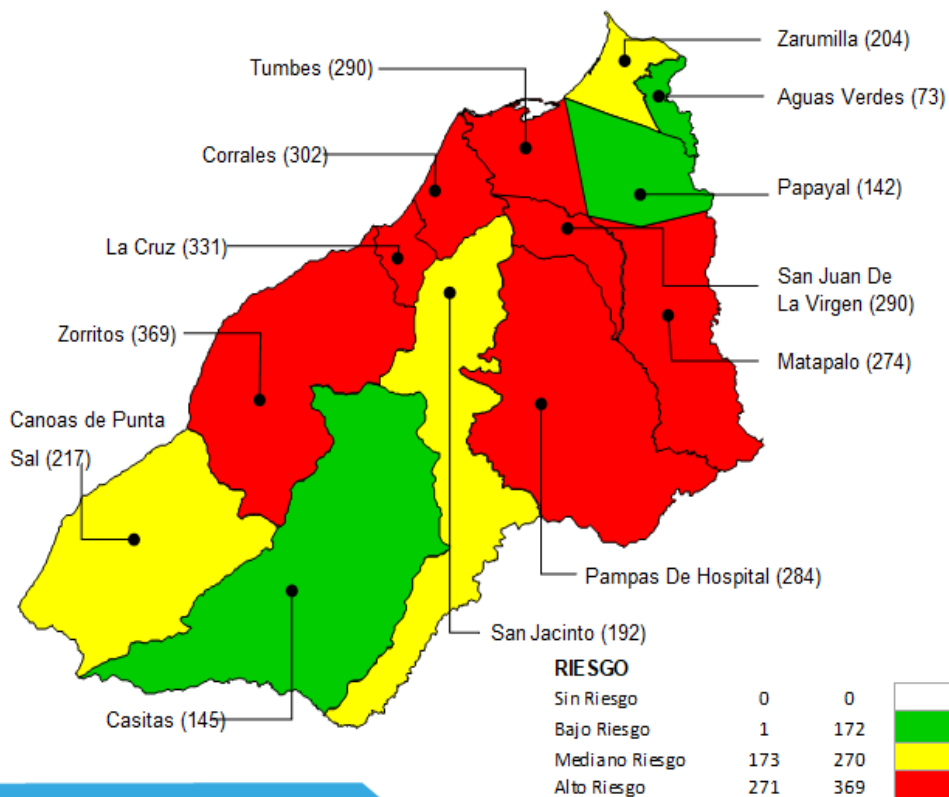 Zarumilla (204)
Tumbes (290)
Aguas Verdes (73)
Corrales (302)
Papayal (142)
La Cruz (331)
San Juan De
La Virgen (290)
Zorritos (369)
Matapalo (274)
Canoas de Punta
Sal (217)
Pampas De Hospital (284)
San Jacinto (192)
Casitas (145)
RIESGO
Sin Riesgo 0 0
Bajo Riesgo 1 172
Mediano Riesgo 173 270
Alto Riesgo 271 369